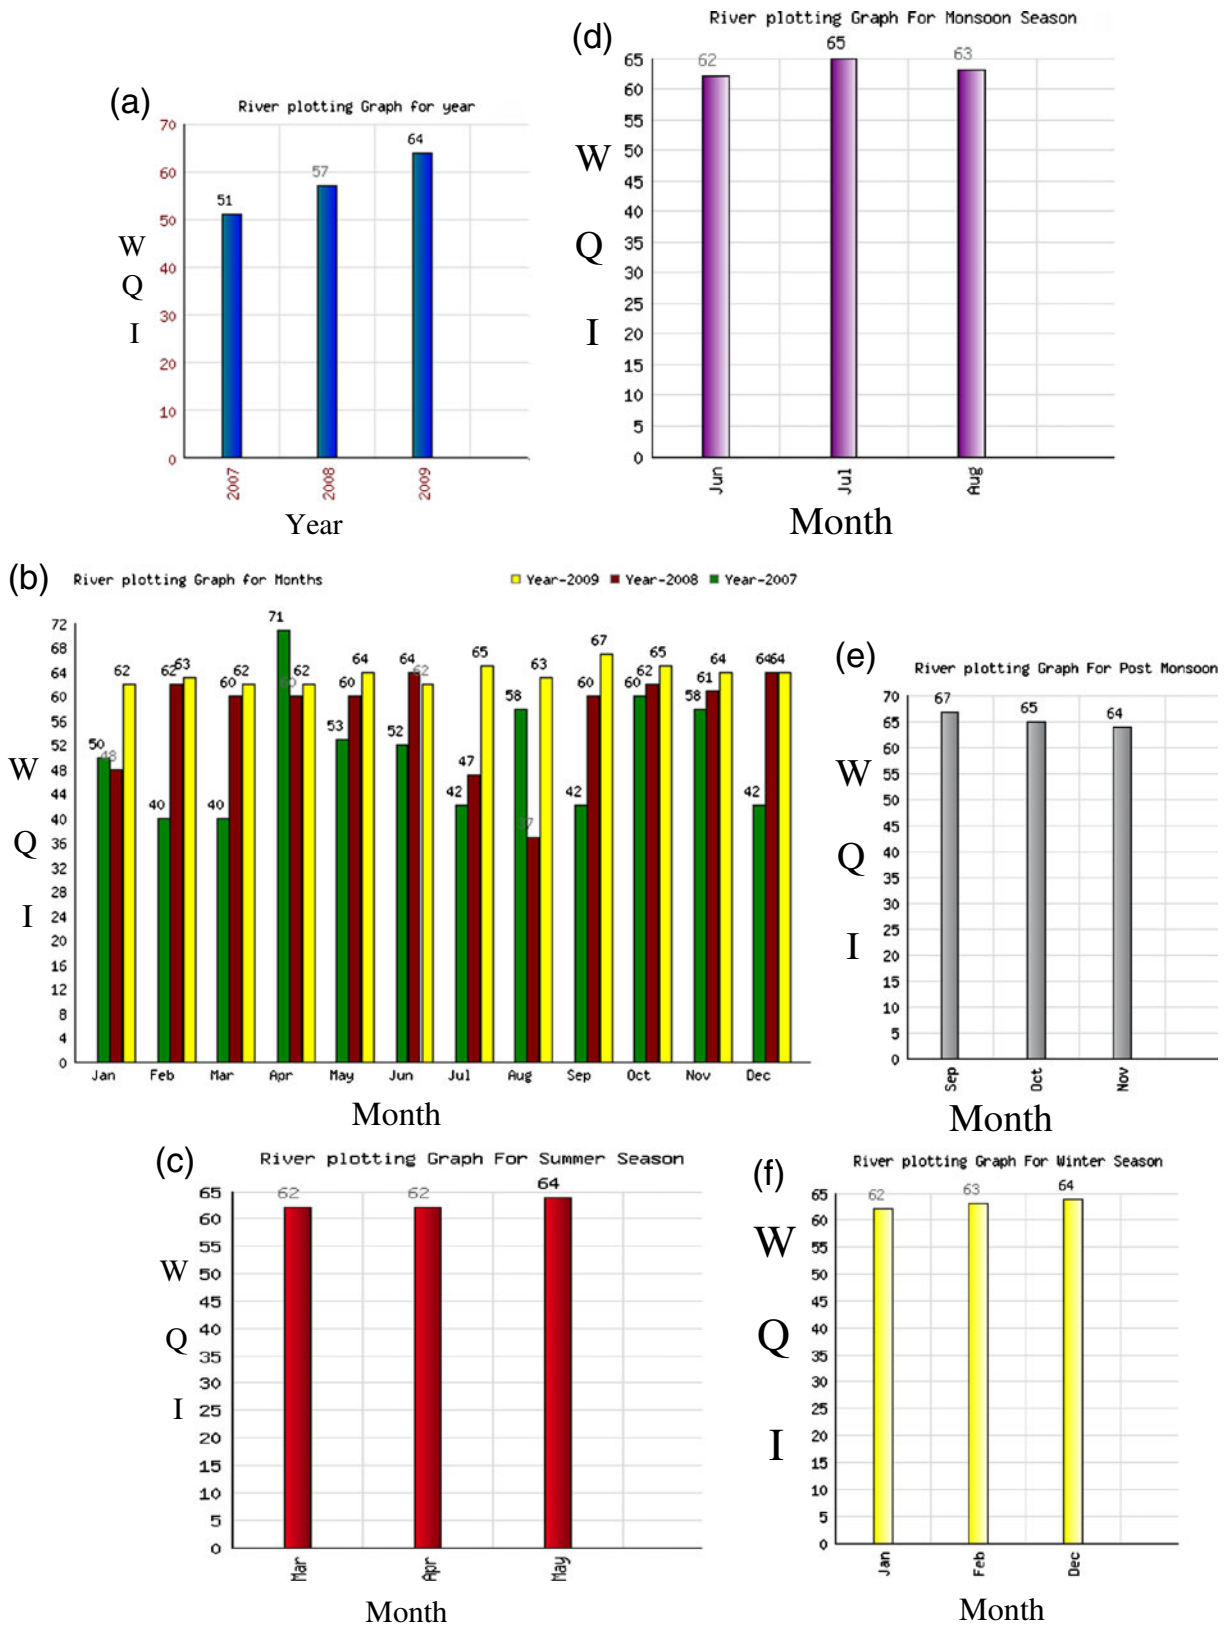 (a)
River plotting Graph for year
70
60
50
40
30
20
10
0
51
57
64
W
Q
I
2007
2008
2009
Year
(d)
River plotting Graph For Monsoon Season
65
60
55
50
45
40
35
30
25
20
15
10
5
0
62
65
63
W
Q
I
Jun
Jul
Aug
Month
(b)
River plotting Graph for Months
Year-2009 Year-2008 Year-2007
72
68
64
60
56
52
48
44
40
36
32
28
24
20
16
12
8
4
0
50 48 62
40 62 63
40 60 62
71 60 62
53 60 64
52 64 62
42 47 65
58 37 63
42 60 67
60 62 65
58 61 64
42 64 64
W
Q
I
Jan Feb Mar Apr May Jun Jul Aug Sep Oct Nov Dec
Month
(e)
River plotting Graph For Post Monsoon
70
65
60
55
50
45
40
35
30
25
20
15
10
5
0
67
65
64
W
Q
I
Sep
Oct
Nov
Month
(c)
River plotting Graph For Summer Season
65
60
55
50
45
40
35
30
25
20
15
10
5
0
62
62
64
W
Q
I
Mar
Apr
May
Month
(f)
River plotting Graph For Winter Season
65
60
55
50
45
40
35
30
25
20
15
10
5
0
62
63
64
W
Q
I
Jan
Feb
Dec
Month